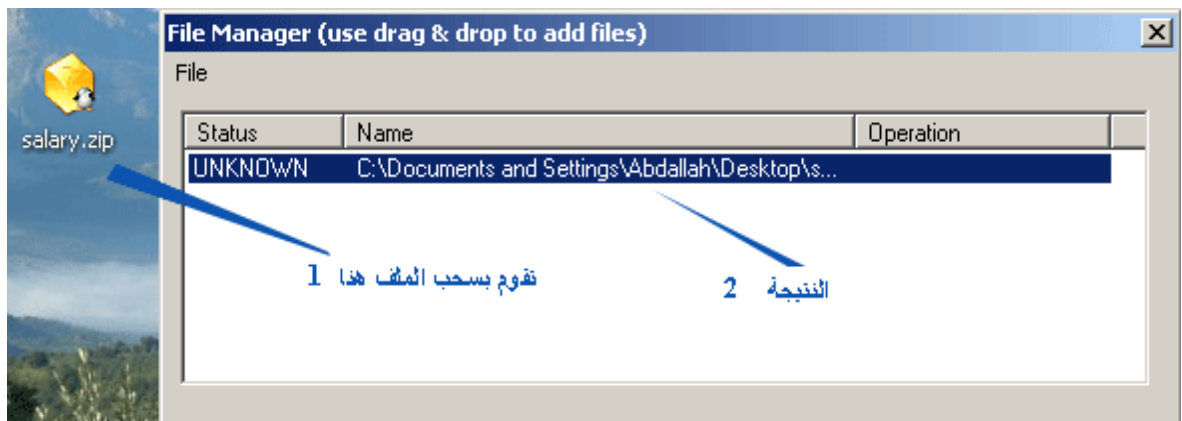 File Manager (use drag & drop to add files)
File
salary.zip
Status Name Operation
UNKNOWN C:\Documents and Settings\Abdallah\Desktop\s...
1 نقوم بسحب الملف هنا
2 النتيجة